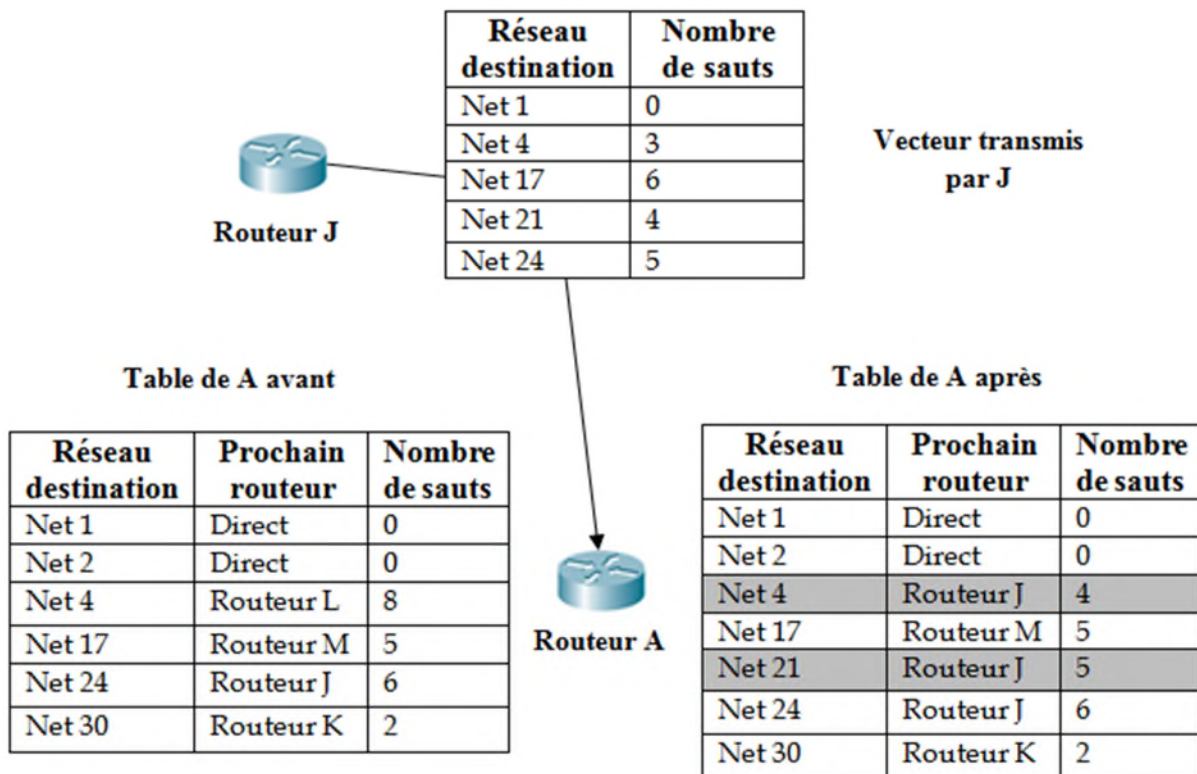 Réseau destination Nombre de sauts
Net 1 0
Net 4 3
Net 17 6
Net 21 4
Net 24 5
Vecteur transmis
par J
Routeur J
Table de A avant
Réseau destination Prochain routeur Nombre de sauts
Net 1 Direct 0
Net 2 Direct 0
Net 4 Routeur L 8
Net 17 Routeur M 5
Net 24 Routeur J 6
Net 30 Routeur K 2
Routeur A
Table de A après
Réseau destination Prochain routeur Nombre de sauts
Net 1 Direct 0
Net 2 Direct 0
Net 4 Routeur J 4
Net 17 Routeur M 5
Net 21 Routeur J 5
Net 24 Routeur J 6
Net 30 Routeur K 2